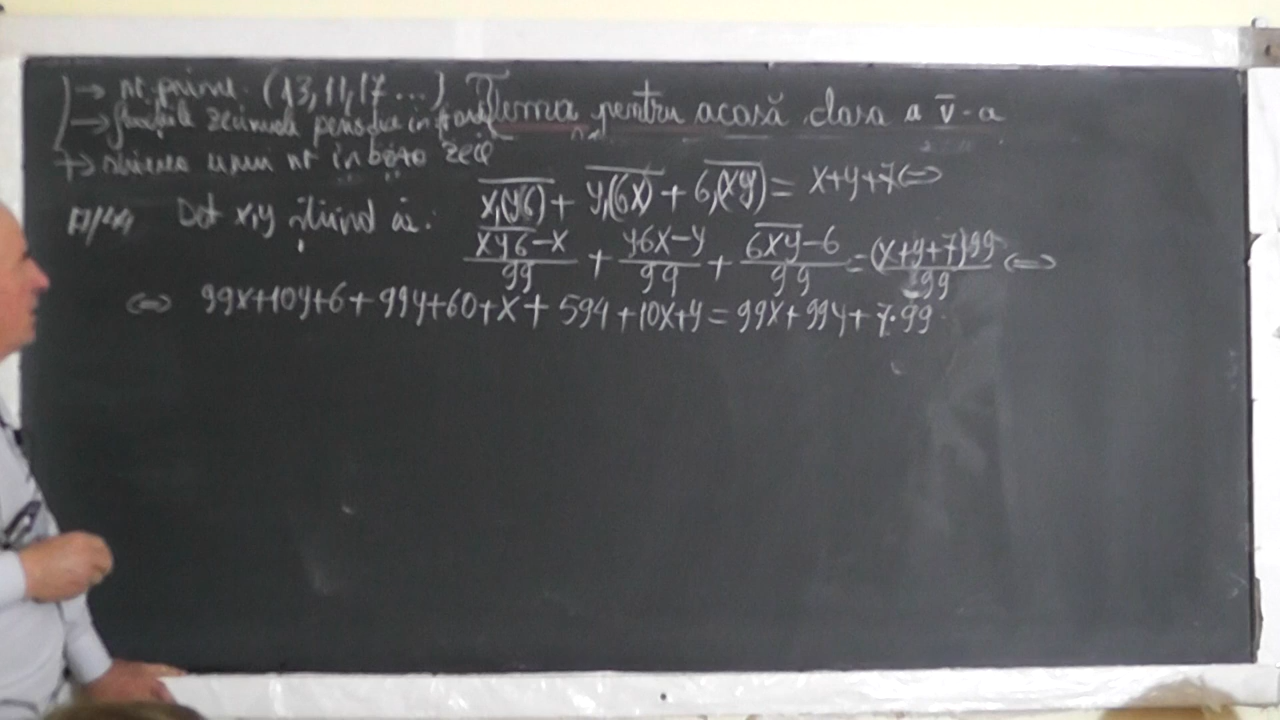 → nr. prime (13, 11, 17 ...) Tema pentru acasă clasa a V-a
→ zecimale
→ unui nr în zece
Det x,y știind că: x,(y6) + y,(6x) + 6,(xy) = x+y+7 ⇔
(xy6-x)/99 + (y6x-y)/99 + (6xy-6)/99 = (x+y+7)99/99 ⇔
⇔ 99x+10y+6+99y+60+x+594+10x+y=99x+99y+7·99